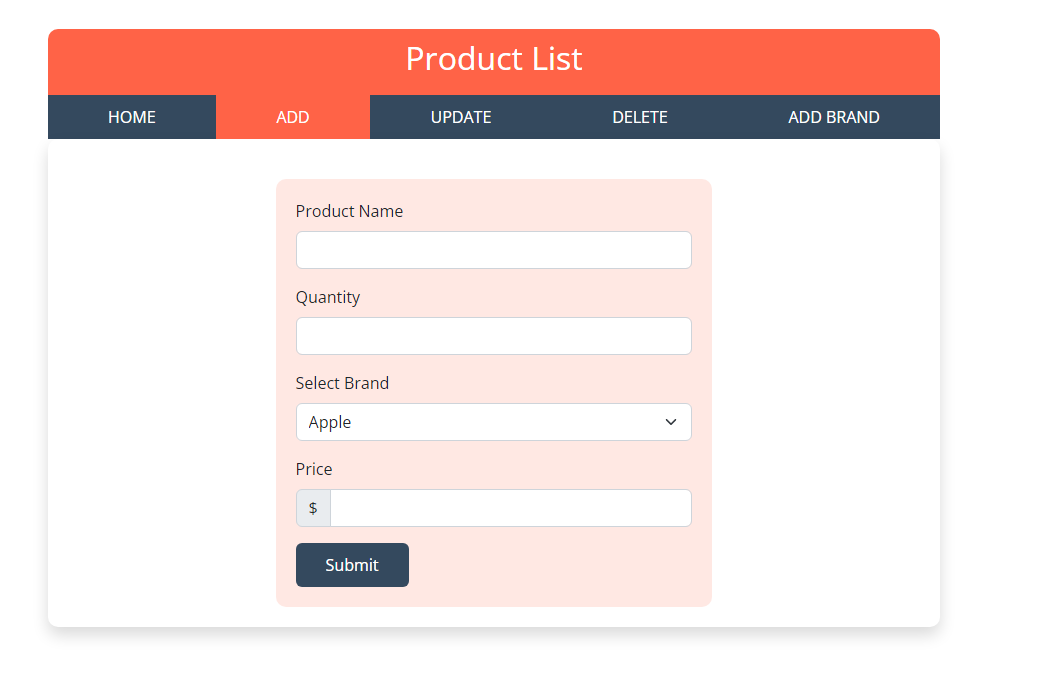 Product List
HOME ADD UPDATE DELETE ADD BRAND
Product Name
Quantity
Select Brand
Apple
Price
$
Submit